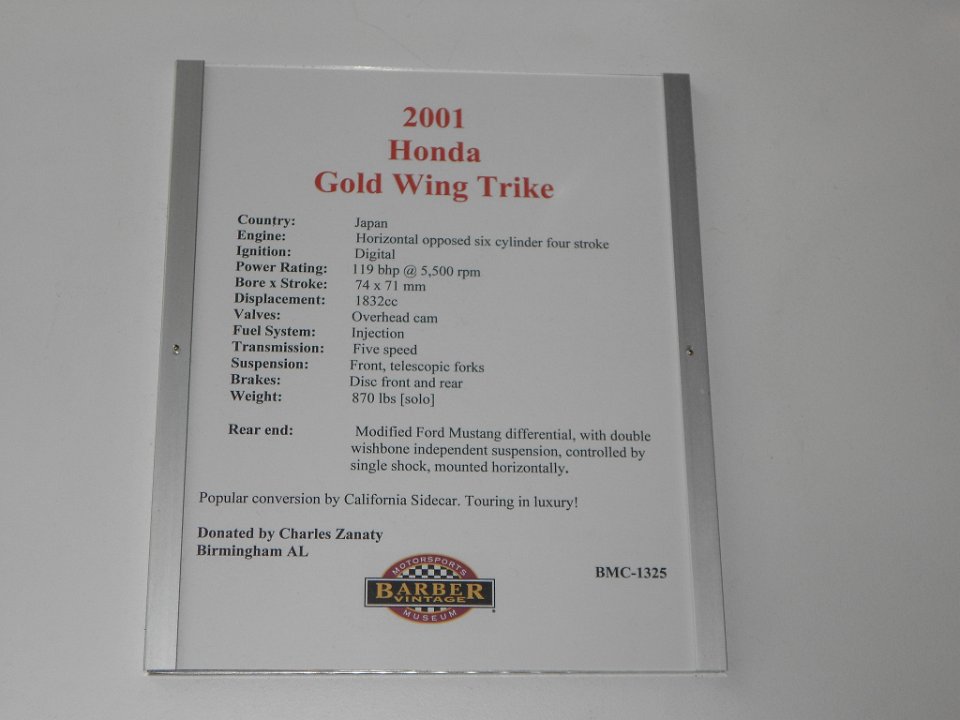 2001
Honda
Gold Wing Trike
Country: Japan
Engine: Horizontal opposed six cylinder four stroke
Ignition: Digital
Power Rating: 119 bhp @ 5,500 rpm
Bore x Stroke: 74 x 71 mm
Displacement: 1832cc
Valves: Overhead cam
Fuel System: Injection
Transmission: Five speed
Suspension: Front, telescopic forks
Brakes: Disc front and rear
Weight: 870 lbs [solo]
Rear end: Modified Ford Mustang differential, with double
wishbone independent suspension, controlled by
single shock, mounted horizontally.
Popular conversion by California Sidecar. Touring in luxury!
Donated by Charles Zanaty
Birmingham AL
BMC-1325
MOTORSPORTS
BARBER
VINTAGE
MUSEUM